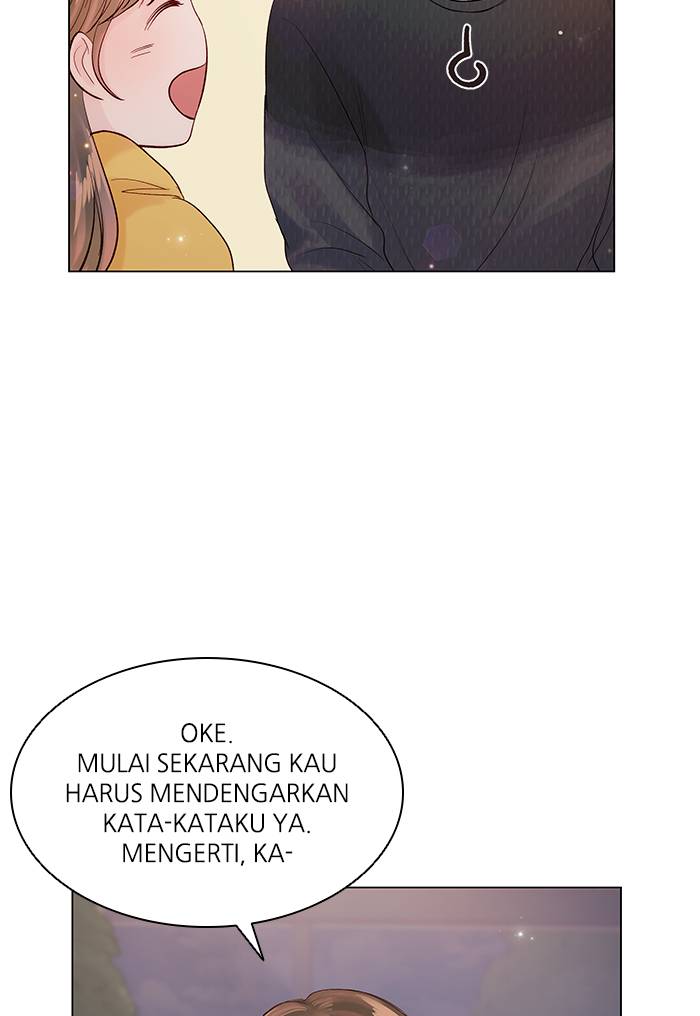 OKE.
MULAI SEKARANG KAU
HARUS MENDENGARKAN
KATA-KATAKU YA.
MENGERTI, KA-